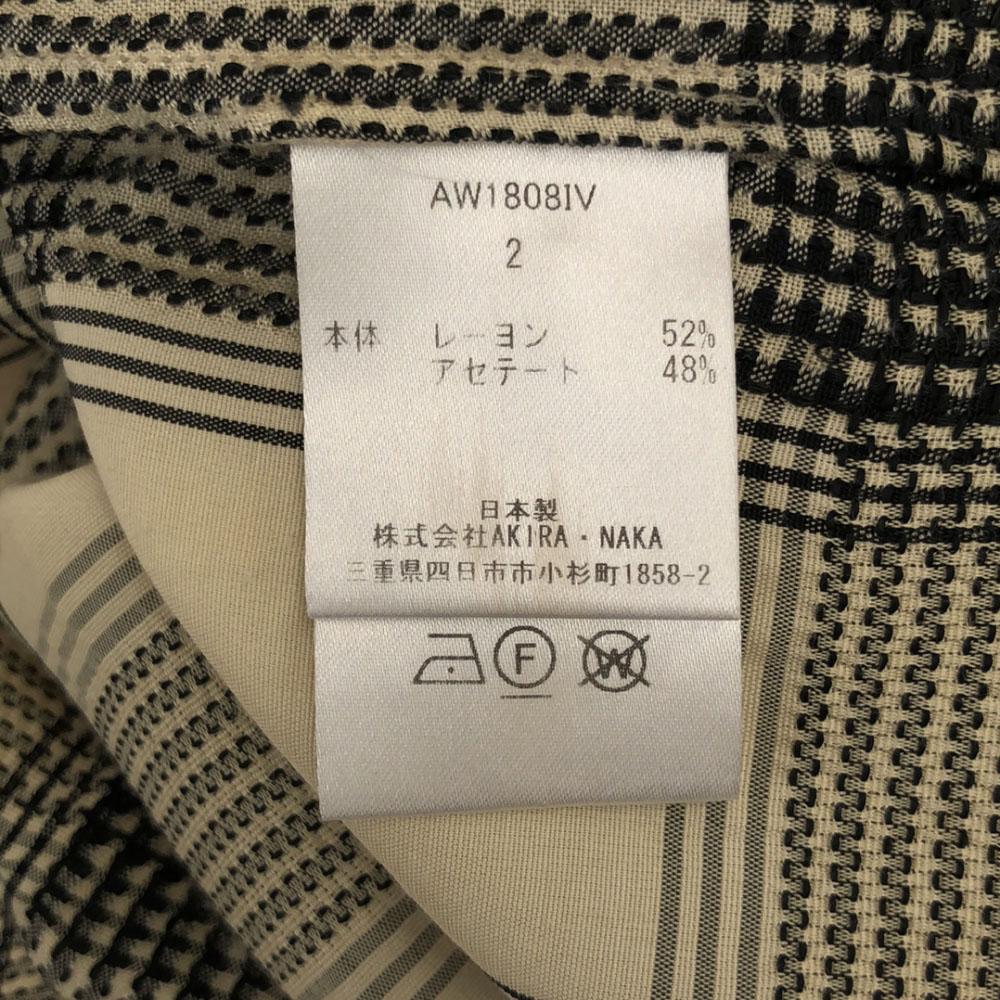 AW1808IV
2
本体 レーヨン 52%
アセテート 48%
日本製
株式会社AKIRA・NAKA
三重県四日市市小杉町1858-2
F W